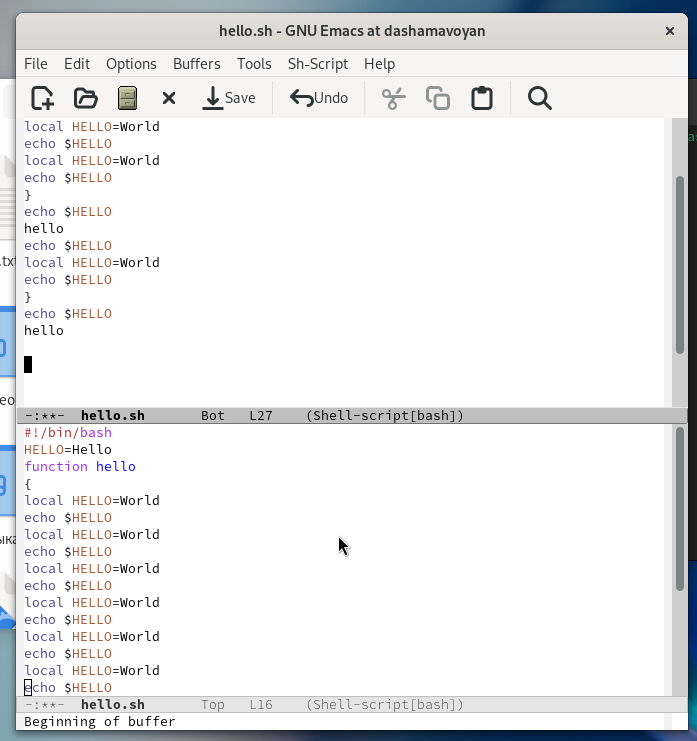 hello.sh - GNU Emacs at dashamavoyan
File Edit Options Buffers Tools Sh-Script Help
Save Undo
local HELLO=World
echo $HELLO
local HELLO=World
echo $HELLO
}
echo $HELLO
hello
echo $HELLO
local HELLO=World
echo $HELLO
}
echo $HELLO
hello
-:**- hello.sh Bot L27 (Shell-script[bash])
#!/bin/bash
HELLO=Hello
function hello
{
local HELLO=World
echo $HELLO
local HELLO=World
echo $HELLO
local HELLO=World
echo $HELLO
local HELLO=World
echo $HELLO
local HELLO=World
echo $HELLO
local HELLO=World
echo $HELLO
-:**- hello.sh Top L16 (Shell-script[bash])
Beginning of buffer
.txt